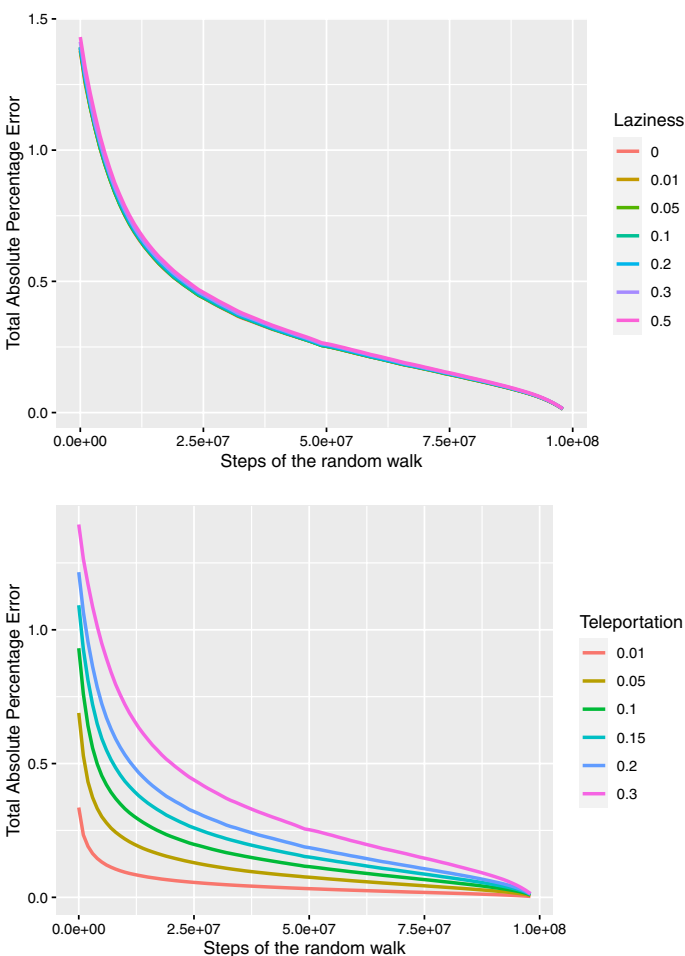 1.5
1.0
0.5
0.0
Total Absolute Percentage Error
0.0e+00 2.5e+07 5.0e+07 7.5e+07 1.0e+08
Steps of the random walk
Laziness
0
0.01
0.05
0.1
0.2
0.3
0.5
1.0
0.5
0.0
Total Absolute Percentage Error
0.0e+00 2.5e+07 5.0e+07 7.5e+07 1.0e+08
Steps of the random walk
Teleportation
0.01
0.05
0.1
0.15
0.2
0.3